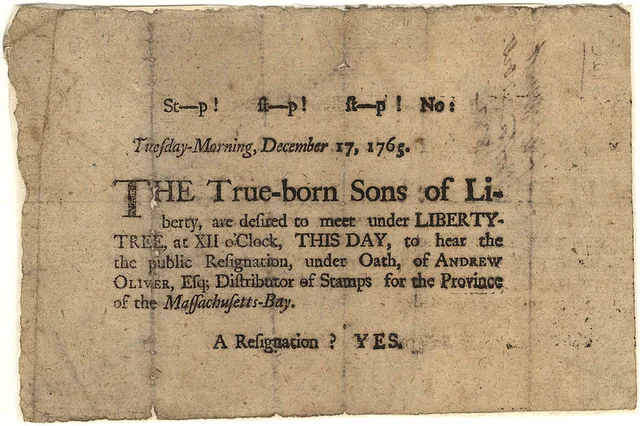 St—p! ſt—p! ſt—p! No:
Tueſday-Morning, December 17, 1765.
THE True-born Sons of Li-
berty, are deſired to meet under LIBERTY-
TREE, at XII o'Clock, THIS DAY, to hear the
the public Reſignation, under Oath, of ANDREW
OLIVER, Eſq; Diſtributor of Stamps for the Province
of the Maſſachuſetts-Bay.
A Reſignation ? YES.